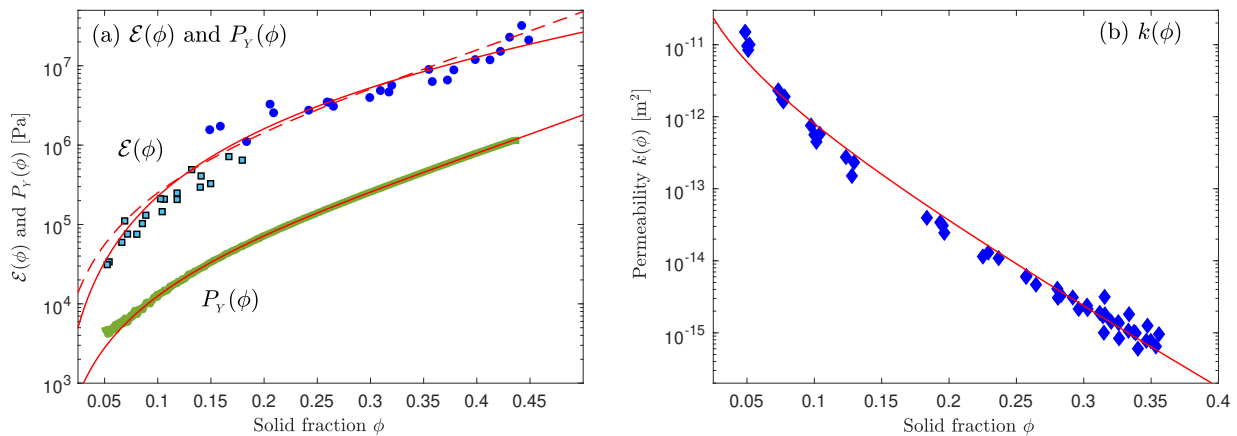 (a) ℰ(ϕ) and P_Y(ϕ)
ℰ(ϕ)
P_Y(ϕ)
ℰ(ϕ) and P_Y(ϕ) [Pa]
10^7
10^6
10^5
10^4
10^3
0.05 0.1 0.15 0.2 0.25 0.3 0.35 0.4 0.45
Solid fraction ϕ
(b) k(ϕ)
Permeability k(ϕ) [m^2]
10^-11
10^-12
10^-13
10^-14
10^-15
0.05 0.1 0.15 0.2 0.25 0.3 0.35 0.4
Solid fraction ϕ